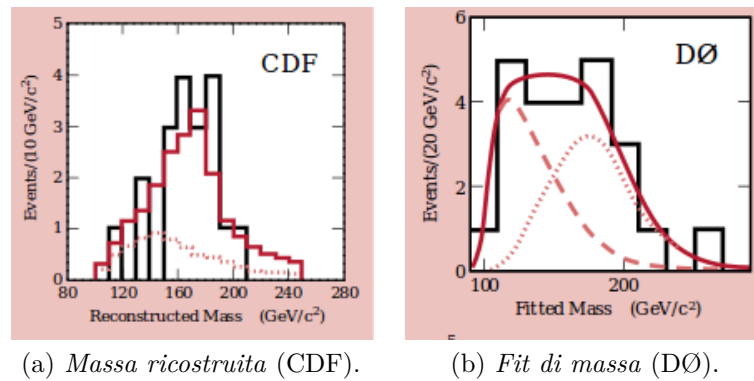 5
4
3
2
1
0
Events/(10 GeV/c²)
CDF
80 120 160 200 240 280
Reconstructed Mass (GeV/c²)
(a) Massa ricostruita (CDF).
6
4
2
0
Events/(20 GeV/c²)
DØ
100 200
Fitted Mass (GeV/c²)
5
(b) Fit di massa (DØ).